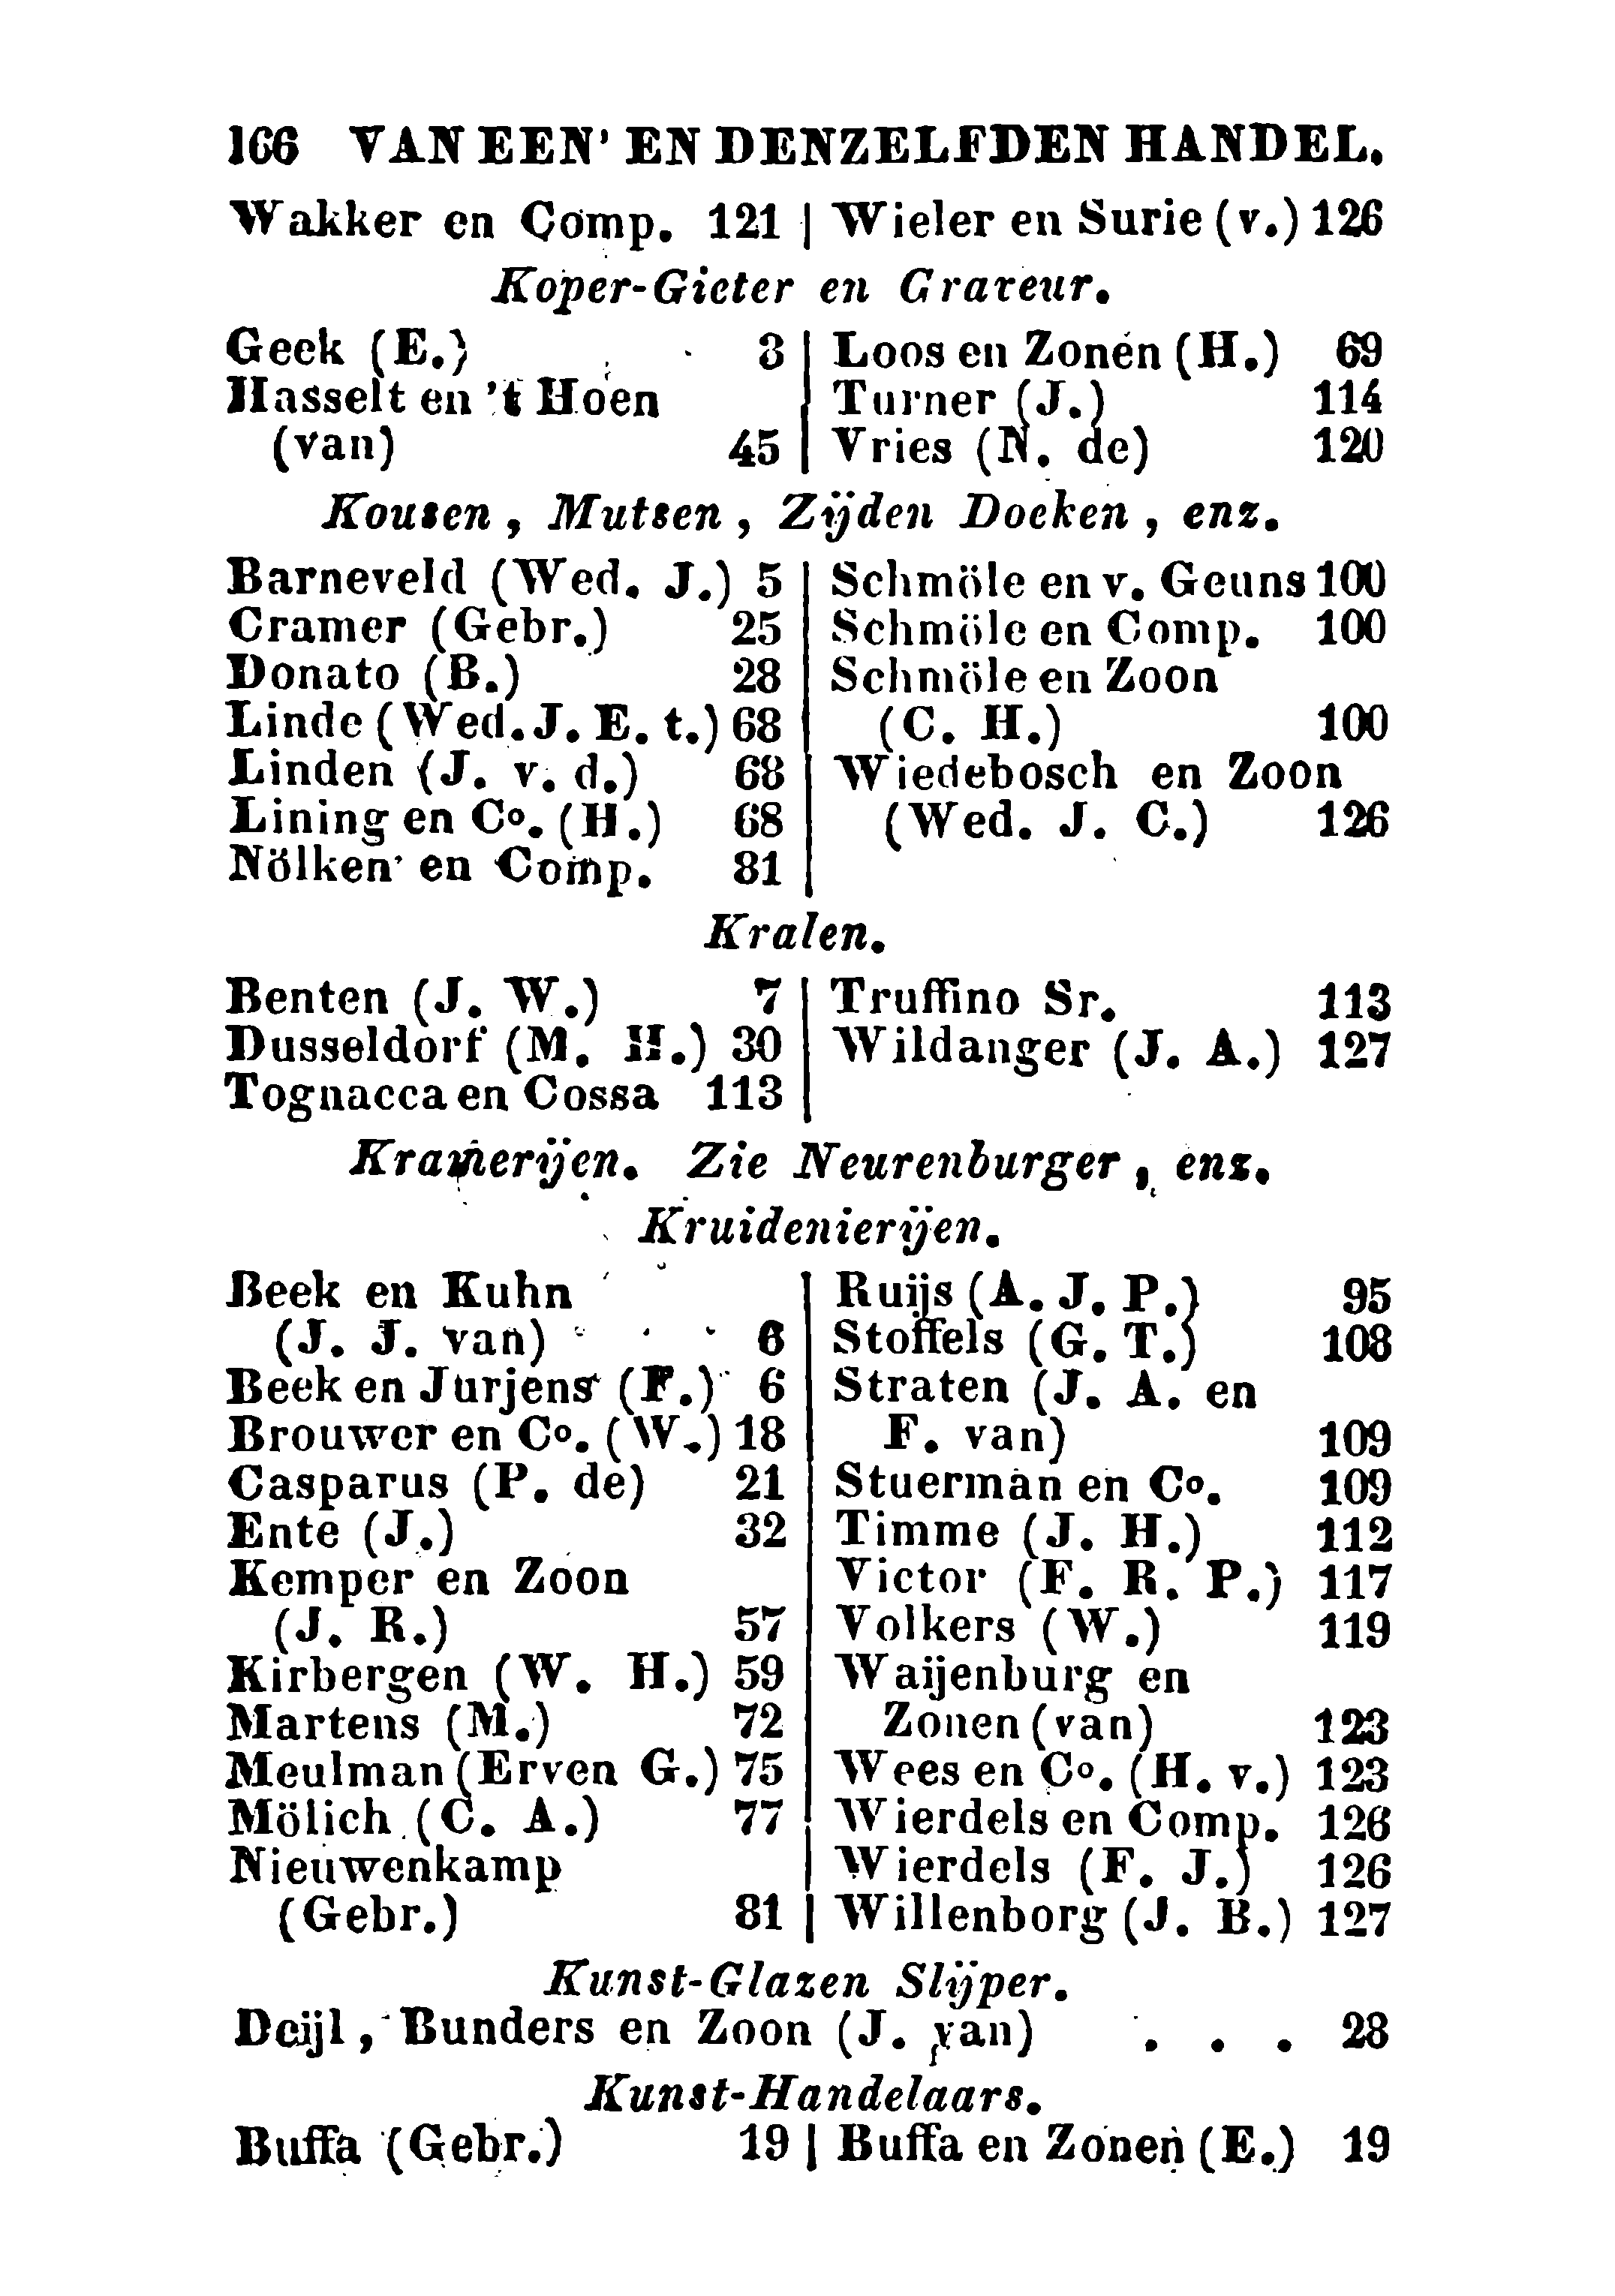 166 VAN EEN' EN DENZELFDEN HANDEL.
Wakker en Comp. 121 | Wieler en Surie (v.) 126
Koper-Gieter en Graveur.
Geek (E.) 3
Hasselt en 't Hoen
(van) 45
Loos en Zonen (H.) 69
Turner (J.) 114
Vries (N. de) 120
Kousen, Mutsen, Zijden Doeken, enz.
Barneveld (Wed. J.) 5
Cramer (Gebr.) 25
Donato (B.) 28
Linde (Wed. J. E. t.) 68
Linden (J. v. d.) 68
Lining en Co. (H.) 68
Nölken en Comp. 81
Schmöle en v. Geuns 100
Schmöle en Comp. 100
Schmöle en Zoon
(C. H.) 100
Wiedebosch en Zoon
(Wed. J. C.) 126
Kralen.
Benten (J. W.) 7
Dusseldorf (M. H.) 30
Tognacca en Cossa 113
Truffino Sr. 113
Wildanger (J. A.) 127
Kramerijen. Zie Neurenburger, enz.
Kruidenierijen.
Beek en Kuhn
(J. J. van) 6
Beek en Jurjens (F.) 6
Brouwer en Co. (W.) 18
Casparus (P. de) 21
Ente (J.) 32
Kemper en Zoon
(J. R.) 57
Kirbergen (W. H.) 59
Martens (M.) 72
Meulman (Erven G.) 75
Mölich (C. A.) 77
Nieuwenkamp
(Gebr.) 81
Ruijs (A. J. P.) 95
Stoffels (G. T.) 108
Straten (J. A. en
F. van) 109
Stuerman en Co. 109
Timme (J. H.) 112
Victor (F. R. P.) 117
Volkers (W.) 119
Waijenburg en
Zonen (van) 123
Wees en Co. (H. v.) 123
Wierdels en Comp. 126
Wierdels (F. J.) 126
Willenborg (J. B.) 127
Kunst-Glazen Slijper.
Deijl, Bunders en Zoon (J. van) . . . 28
Kunst-Handelaars.
Buffa (Gebr.) 19 | Buffa en Zonen (E.) 19